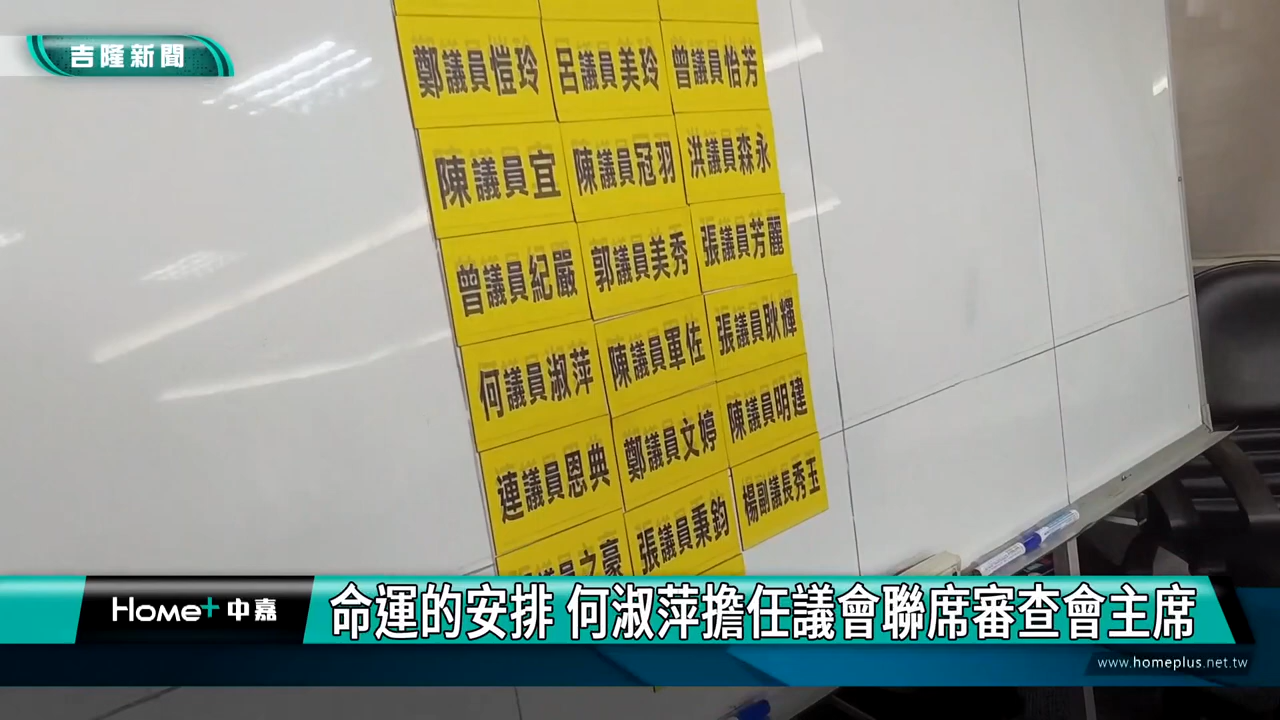 吉隆新聞
鄭議員愷玲 呂議員美玲 曾議員怡芳
陳議員宜 陳議員冠羽 洪議員森永
曾議員紀嚴 郭議員美秀 張議員芳麗
何議員淑萍 陳議員軍佐 張議員耿輝
連議員恩典 鄭議員文婷 陳議員明建
議員之豪 張議員秉鈞 楊副議長秀玉
Home+ 中嘉
命運的安排 何淑萍擔任議會聯席審查會主席
www.homeplus.net.tw